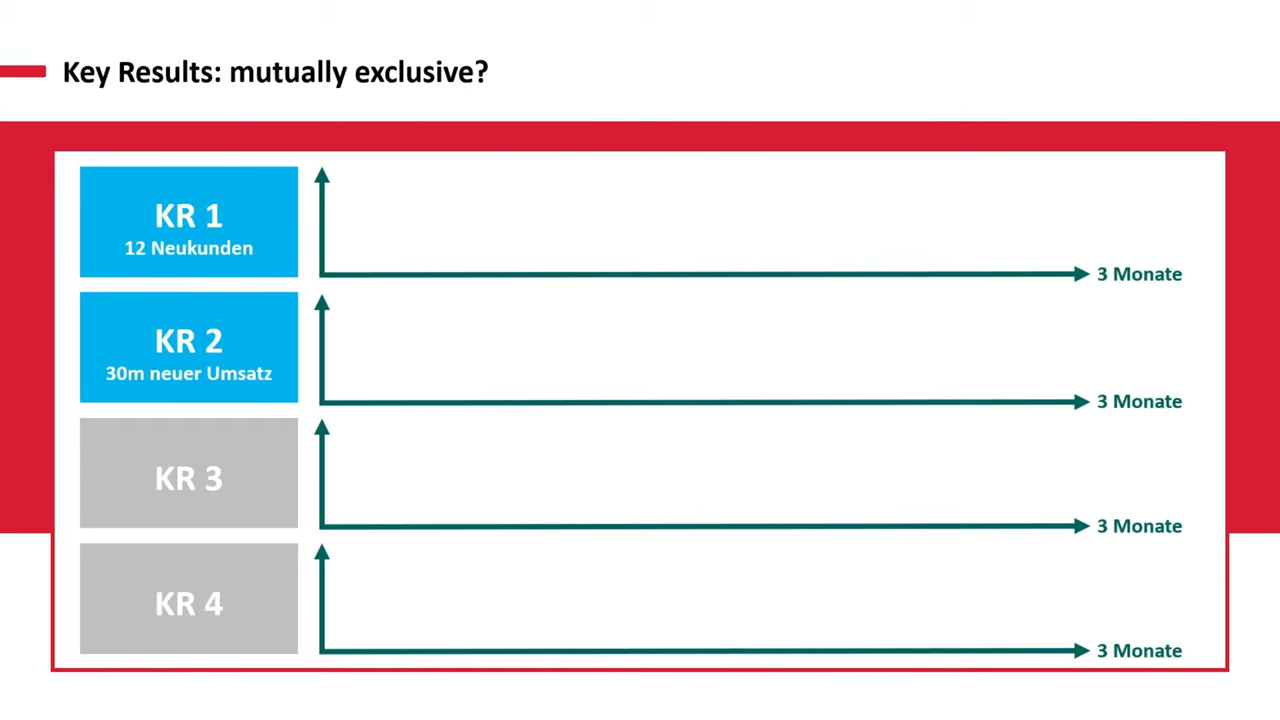 Key Results: mutually exclusive?
KR 1
12 Neukunden
3 Monate
KR 2
30m neuer Umsatz
3 Monate
KR 3
3 Monate
KR 4
3 Monate